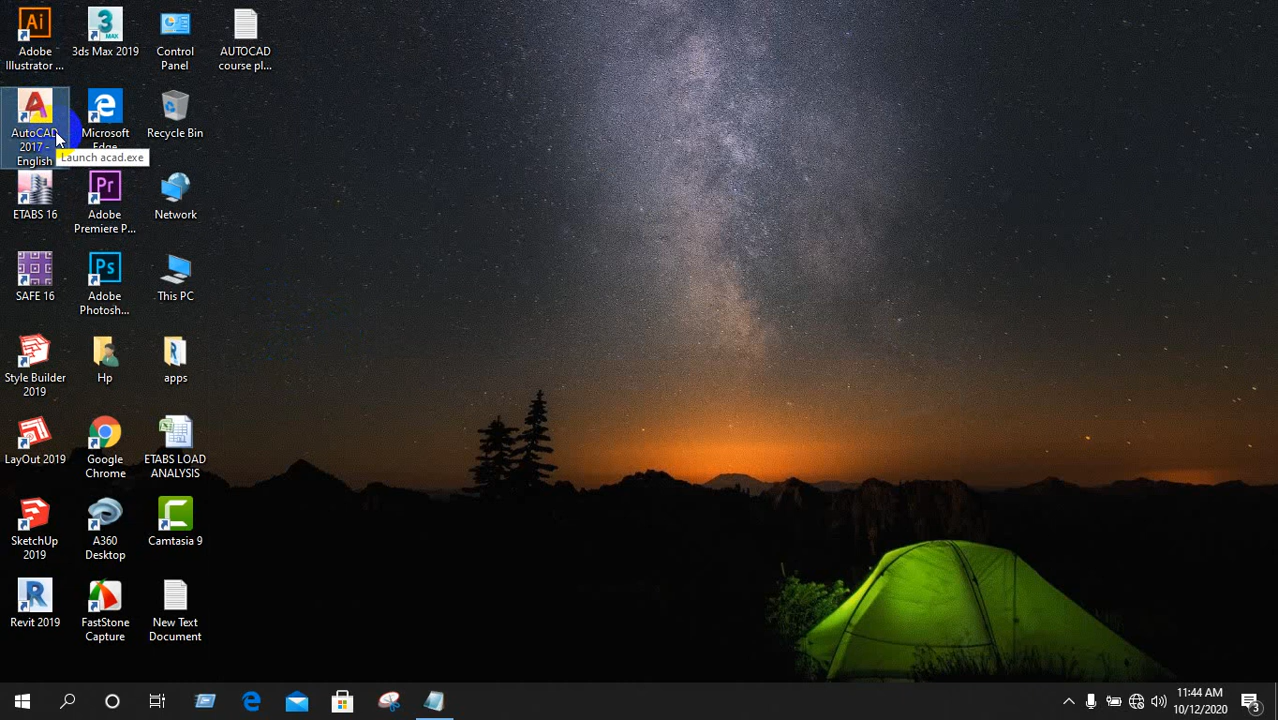 Adobe
Illustrator ...
3ds Max 2019
Control
Panel
AUTOCAD
course pl...
AutoCAD
2017 -
English
Launch acad.exe
Microsoft
Edge
Recycle Bin
ETABS 16
Adobe
Premiere P...
Network
SAFE 16
Adobe
Photosh...
This PC
Style Builder
2019
Hp
apps
LayOut 2019
Google
Chrome
ETABS LOAD
ANALYSIS
SketchUp
2019
A360
Desktop
Camtasia 9
Revit 2019
FastStone
Capture
New Text
Document
11:44 AM
10/12/2020
3